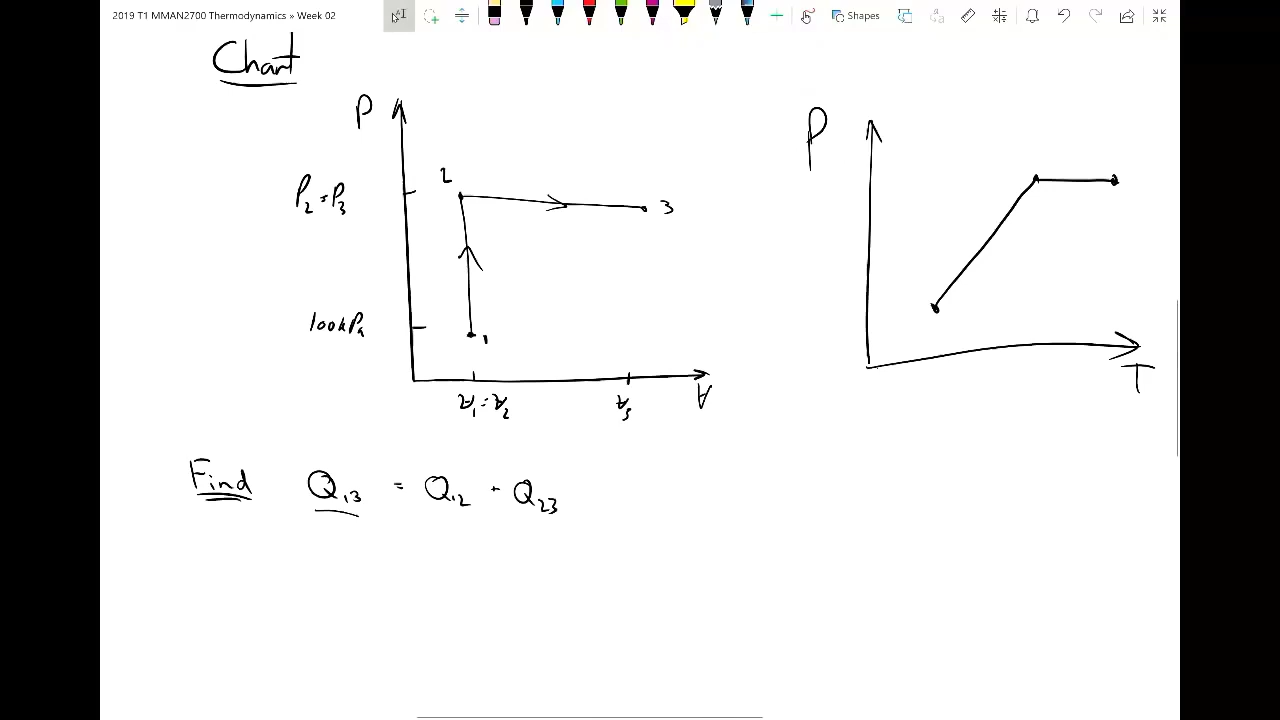 2019 T1 MMAN2700 Thermodynamics » Week 02
Shapes
Chart
P
P
2
P₂ = P₃
3
100kPa
1
T
V
V₁ = V₂
V₃
Find Q₁₃ = Q₁₂ + Q₂₃